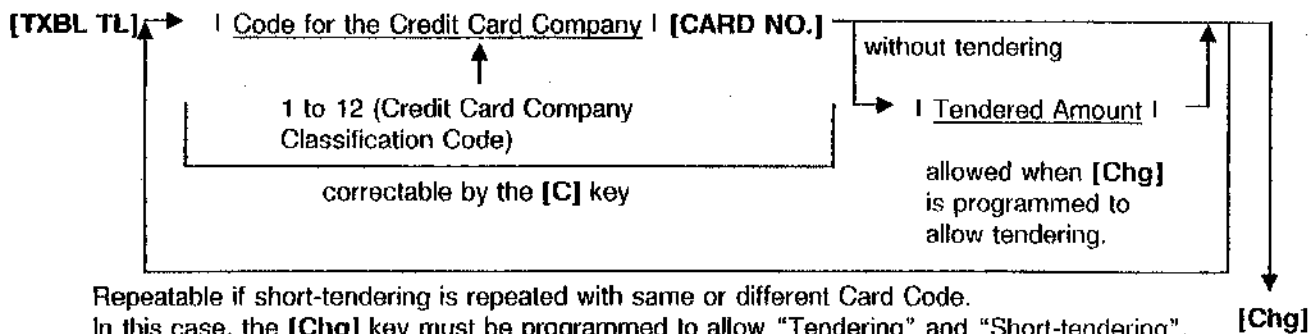 [TXBL TL] | Code for the Credit Card Company | [CARD NO.]
without tendering
1 to 12 (Credit Card Company
Classification Code)
| Tendered Amount |
correctable by the [C] key
allowed when [Chg]
is programmed to
allow tendering.
Repeatable if short-tendering is repeated with same or different Card Code.
In this case, the [Chg] key must be programmed to allow "Tendering" and "Short-tendering".
[Chg]